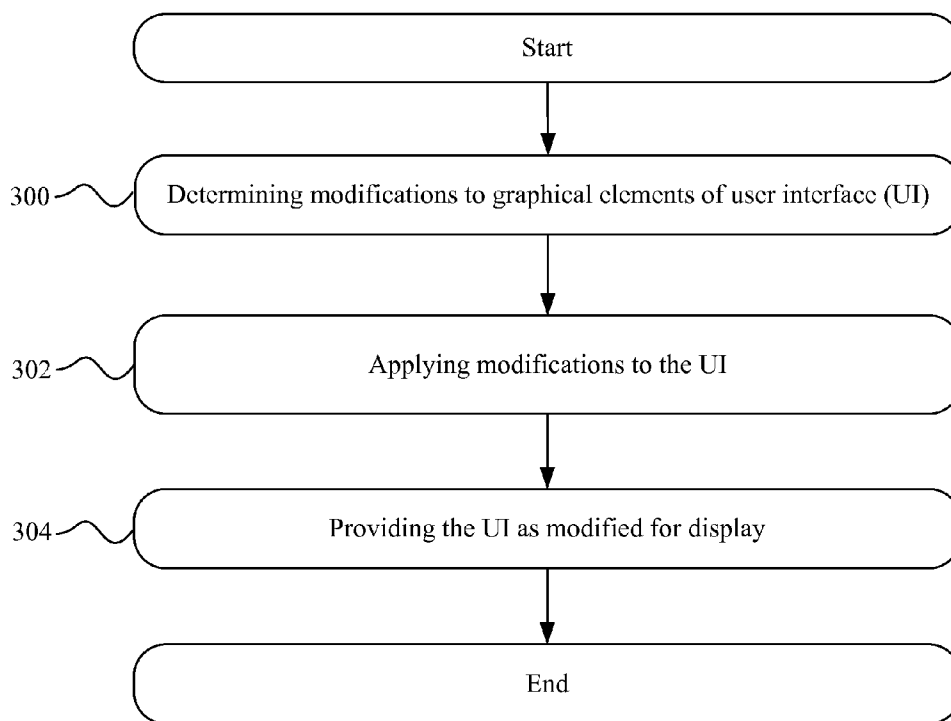 Start
300
Determining modifications to graphical elements of user interface (UI)
302
Applying modifications to the UI
304
Providing the UI as modified for display
End